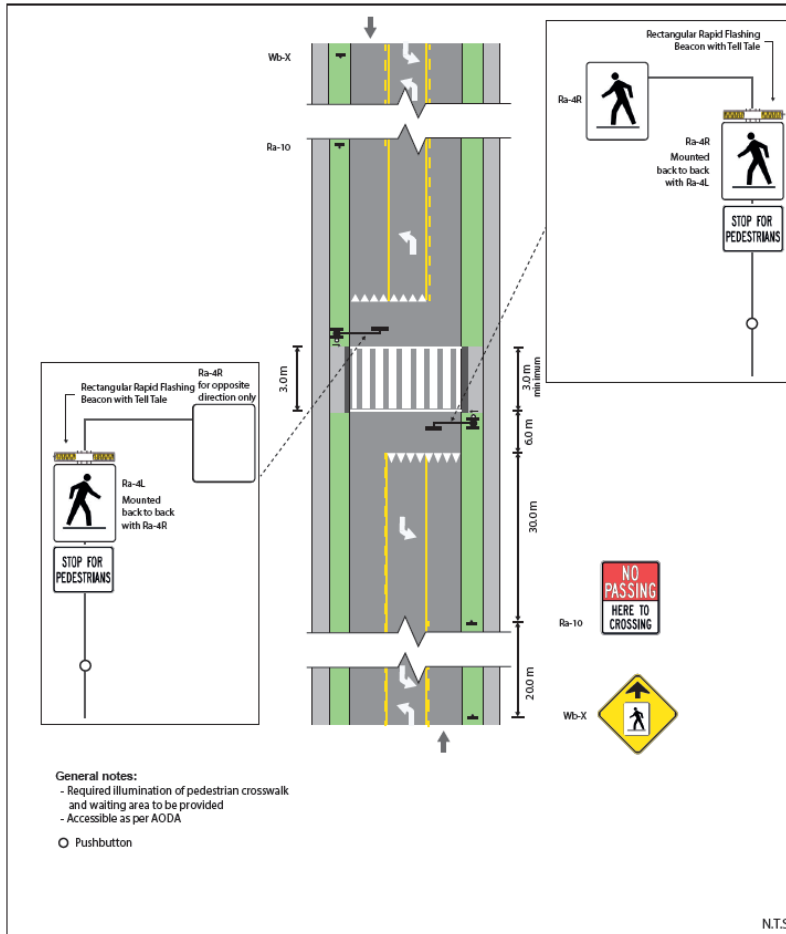 Wb-X
Ra-10
Rectangular Rapid Flashing
Beacon with Tell Tale
Ra-4R
Ra-4R
Mounted
back to back
with Ra-4L
STOP FOR
PEDESTRIANS
3.0 m
3.0 m
minimum
6.0 m
30.0 m
20.0 m
Ra-4R
for opposite
direction only
Rectangular Rapid Flashing
Beacon with Tell Tale
Ra-4L
Mounted
back to back
with Ra-4R
STOP FOR
PEDESTRIANS
Ra-10
NO
PASSING
HERE TO
CROSSING
Wb-X
General notes:
- Required illumination of pedestrian crosswalk
and waiting area to be provided
- Accessible as per AODA
Pushbutton
N.T.S